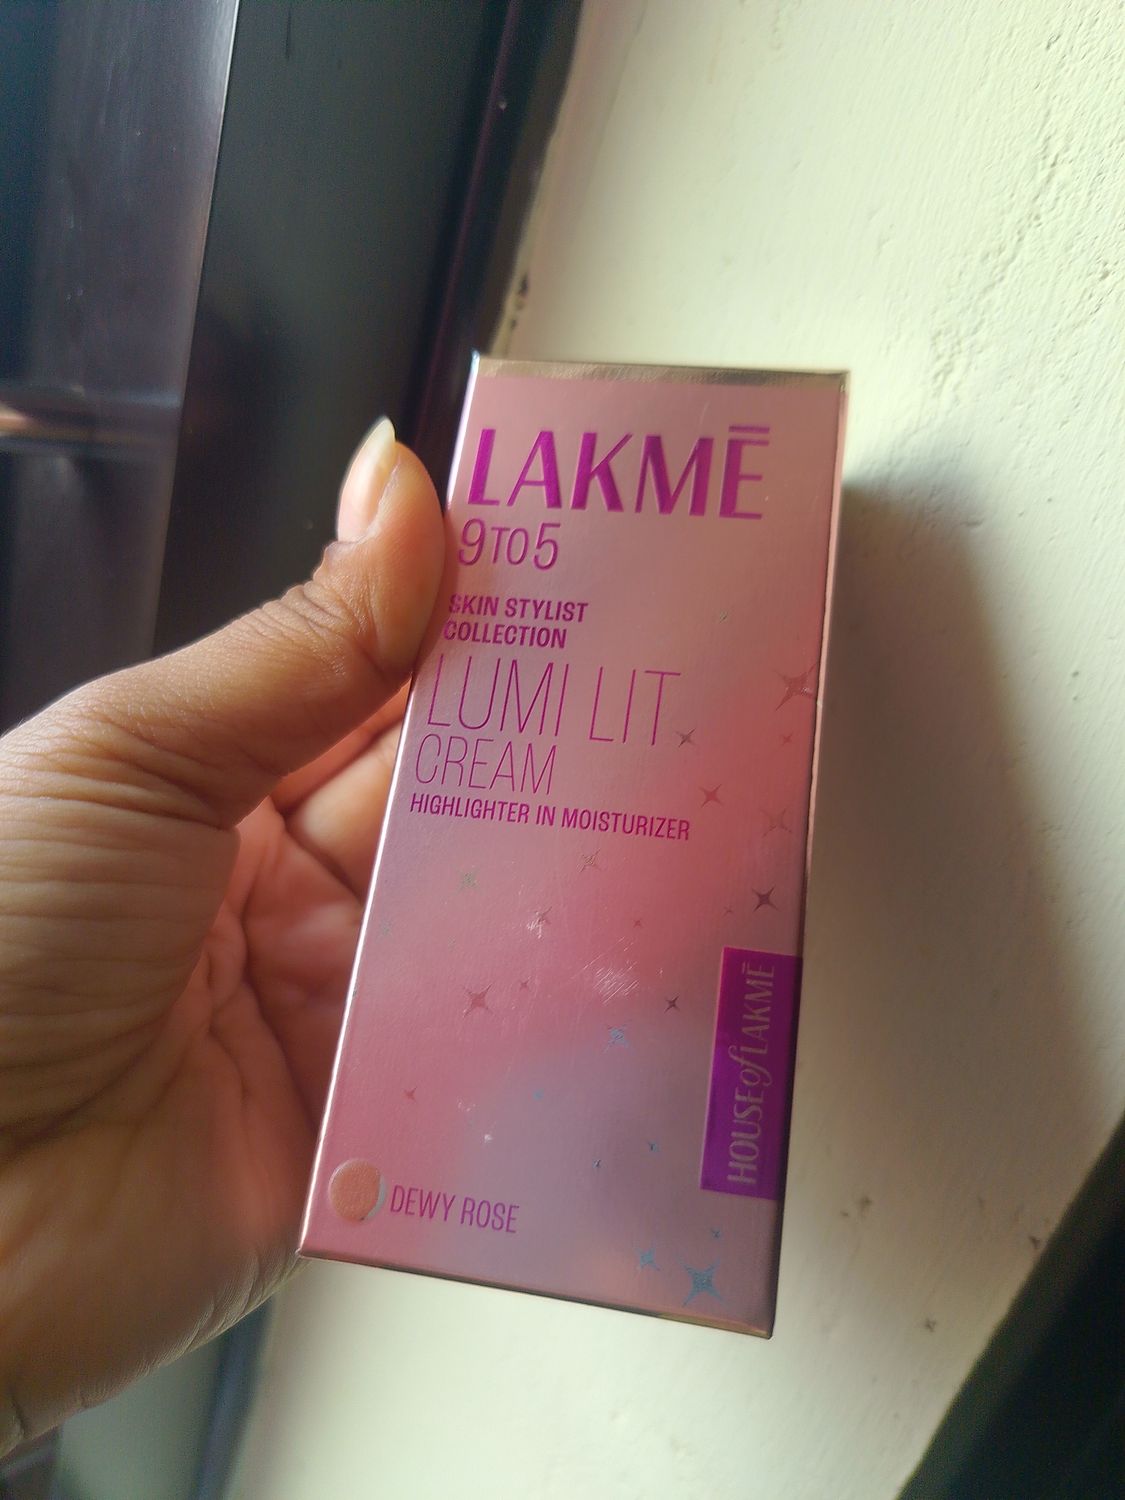 LAKMĒ
9TO5
SKIN STYLIST
COLLECTION
LUMI LIT
CREAM
HIGHLIGHTER IN MOISTURIZER
HOUSE of LAKMĒ
DEWY ROSE